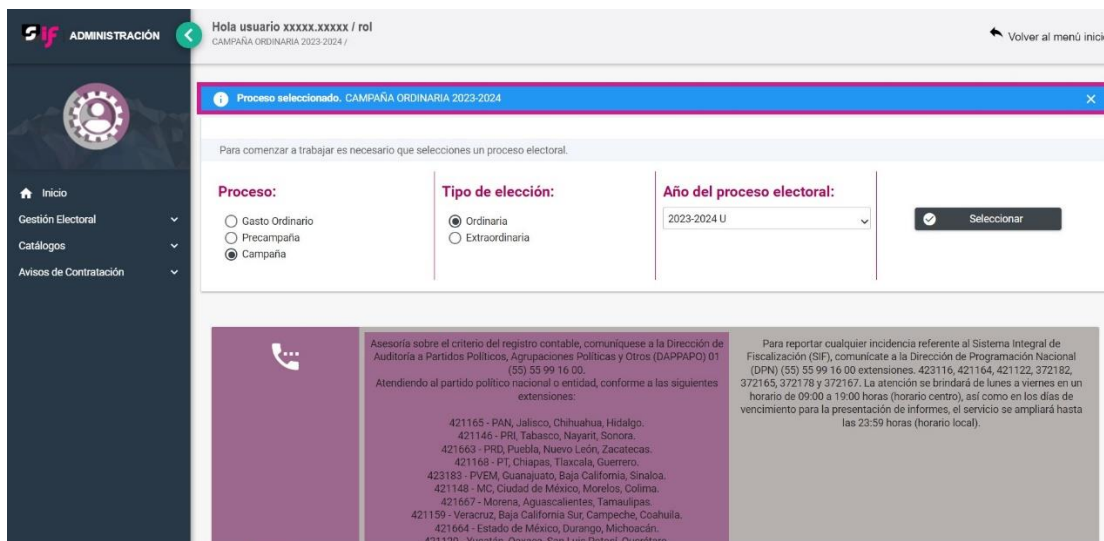 SIF ADMINISTRACIÓN
Hola usuario xxxxx.xxxxx / rol
CAMPAÑA ORDINARIA 2023-2024 /
Volver al menú inici
Proceso seleccionado. CAMPAÑA ORDINARIA 2023-2024
Para comenzar a trabajar es necesario que selecciones un proceso electoral.
Inicio
Gestión Electoral
Catálogos
Avisos de Contratación
Proceso:
Gasto Ordinario
Precampaña
Campaña
Tipo de elección:
Ordinaria
Extraordinaria
Año del proceso electoral:
2023-2024 U
Seleccionar
Asesoría sobre el criterio del registro contable, comuníquese a la Dirección de
Auditoría a Partidos Políticos, Agrupaciones Políticas y Otros (DAPPAPO) 01
(55) 55 99 16 00.
Atendiendo al partido político nacional o entidad, conforme a las siguientes
extensiones:
421165 - PAN, Jalisco, Chihuahua, Hidalgo.
421146 - PRI, Tabasco, Nayarit, Sonora.
421663 - PRD, Puebla, Nuevo León, Zacatecas.
421168 - PT, Chiapas, Tlaxcala, Guerrero.
423183 - PVEM, Guanajuato, Baja California, Sinaloa.
421148 - MC, Ciudad de México, Morelos, Colima.
421667 - Morena, Aguascalientes, Tamaulipas.
421159 - Veracruz, Baja California Sur, Campeche, Coahuila.
421664 - Estado de México, Durango, Michoacán.
Yucatán, Oaxaca, San Luis Potosí, Querétaro
Para reportar cualquier incidencia referente al Sistema Integral de
Fiscalización (SIF), comunícate a la Dirección de Programación Nacional
(DPN) (55) 55 99 16 00 extensiones. 423116, 421164, 421122, 372182,
372165, 372178 y 372167. La atención se brindará de lunes a viernes en un
horario de 09:00 a 19:00 horas (horario centro), así como en los días de
vencimiento para la presentación de informes, el servicio se ampliará hasta
las 23:59 horas (horario local).